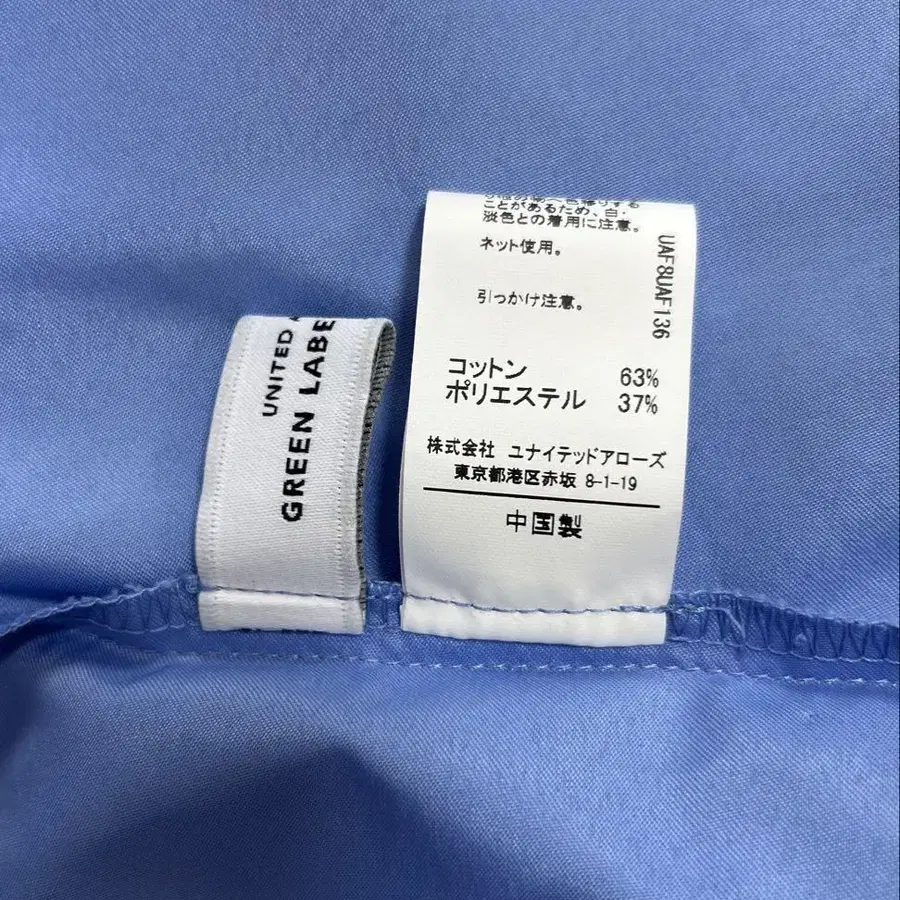 UNITED
GREEN LABE
ことがあるため、白・
淡色との着用に注意。
ネット使用。
引っかけ注意。
UAF8UAF136
コットン 63%
ポリエステル 37%
株式会社 ユナイテッドアローズ
東京都港区赤坂 8-1-19
中国製